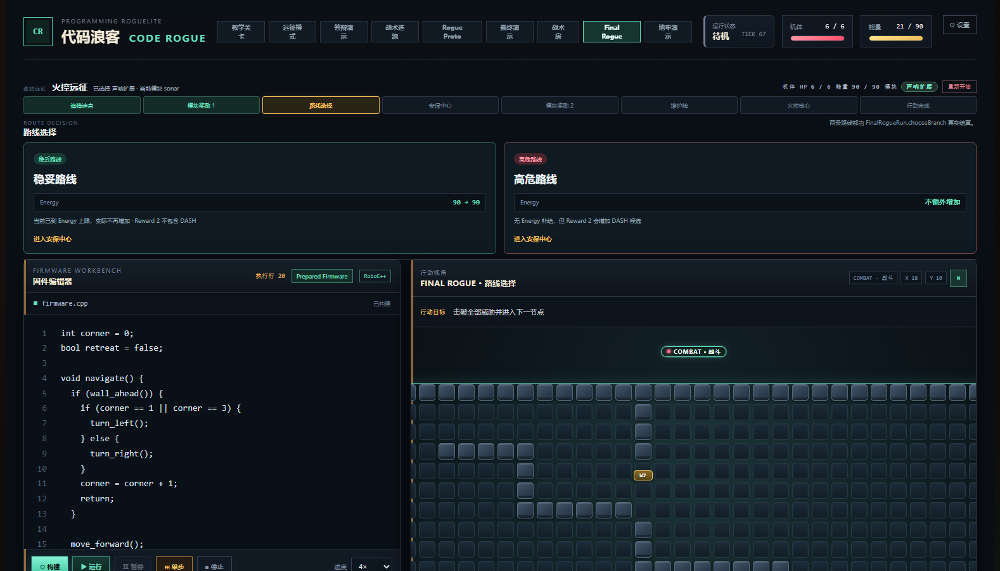 CR
PROGRAMMING ROGUELITE
代码浪客 CODE ROGUE
教学关卡
远征模式
答辩演示
战术连跑
Rogue Proto
最终演示
战术房
Final Rogue
地牢演示
运行状态
待机 TICK 67
机体 6 / 6
能量 21 / 90
⚙ 设置
逐站远征 火控远征 已选择 声呐扩展 · 当前模块 sonar
机体 HP 6 / 6 能量 90 / 90 模块 声呐扩展 重新开始
追猎迷宫
模块奖励 1
路线选择
安保中心
模块奖励 2
维护舱
火控核心
行动完成
ROUTE DECISION
路线选择
两条路线都由 FinalRogueRun.chooseBranch 真实结算。
稳妥路线
稳妥路线
Energy 90 → 90
当前已到 Energy 上限，实际不再增加 · Reward 2 不包含 DASH
进入安保中心
高危路线
高危路线
Energy 不额外增加
无 Energy 补给，但 Reward 2 会增加 DASH 候选
进入安保中心
FIRMWARE WORKBENCH
固件编辑器
执行行 20
Prepared Firmware
RoboC++
firmware.cpp 已构建
1 int corner = 0;
2 bool retreat = false;
3
4 void navigate() {
5 if (wall_ahead()) {
6 if (corner == 1 || corner == 3) {
7 turn_left();
8 } else {
9 turn_right();
10 }
11 corner = corner + 1;
12 return;
13 }
14
15 move_forward();
⚙ 构建
▶ 运行
⏸ 暂停
⏭ 单步
■ 停止
速度 4×
行动视角
FINAL ROGUE • 路线选择
COMBAT · 战斗
X 18
Y 10
W
行动目标 击破全部威胁并进入下一节点
COMBAT • 战斗
W2